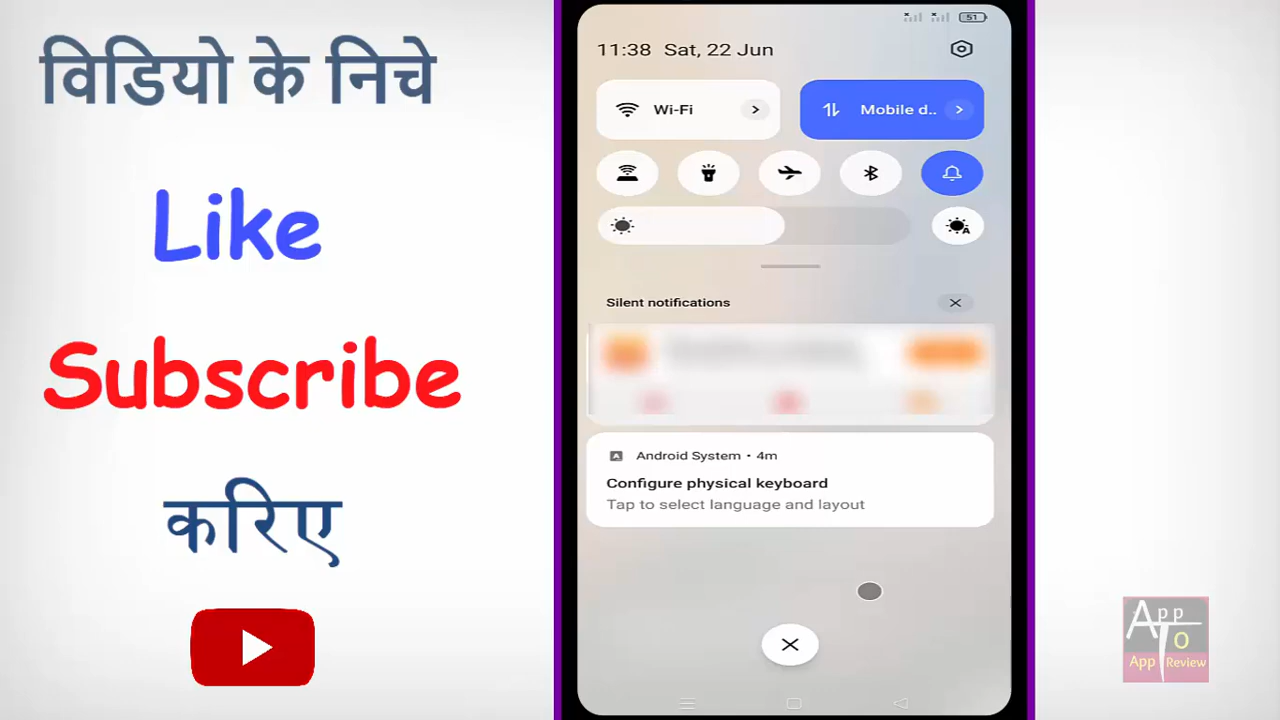 विडियो के निचे
Like
Subscribe
करिए
51
11:38 Sat, 22 Jun
Wi-Fi
Mobile d..
A
Silent notifications
A Android System • 4m
Configure physical keyboard
Tap to select language and layout
App
TO
App Review